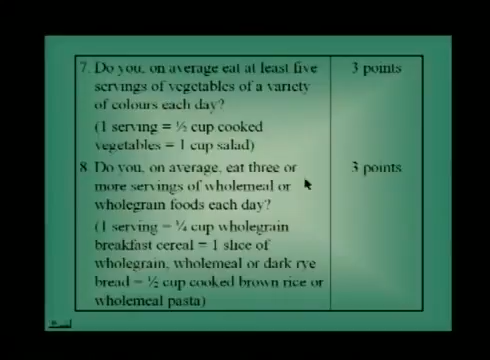 7. Do you, on average eat at least five 3 points
servings of vegetables of a variety
of colours each day?
(1 serving = ½ cup cooked
vegetables = 1 cup salad)
8 Do you, on average, eat three or 3 points
more servings of wholemeal or
wholegrain foods each day?
(1 serving = ¼ cup wholegrain
breakfast cereal = 1 slice of
wholegrain, wholemeal or dark rye
bread = ½ cup cooked brown rice or
wholemeal pasta)